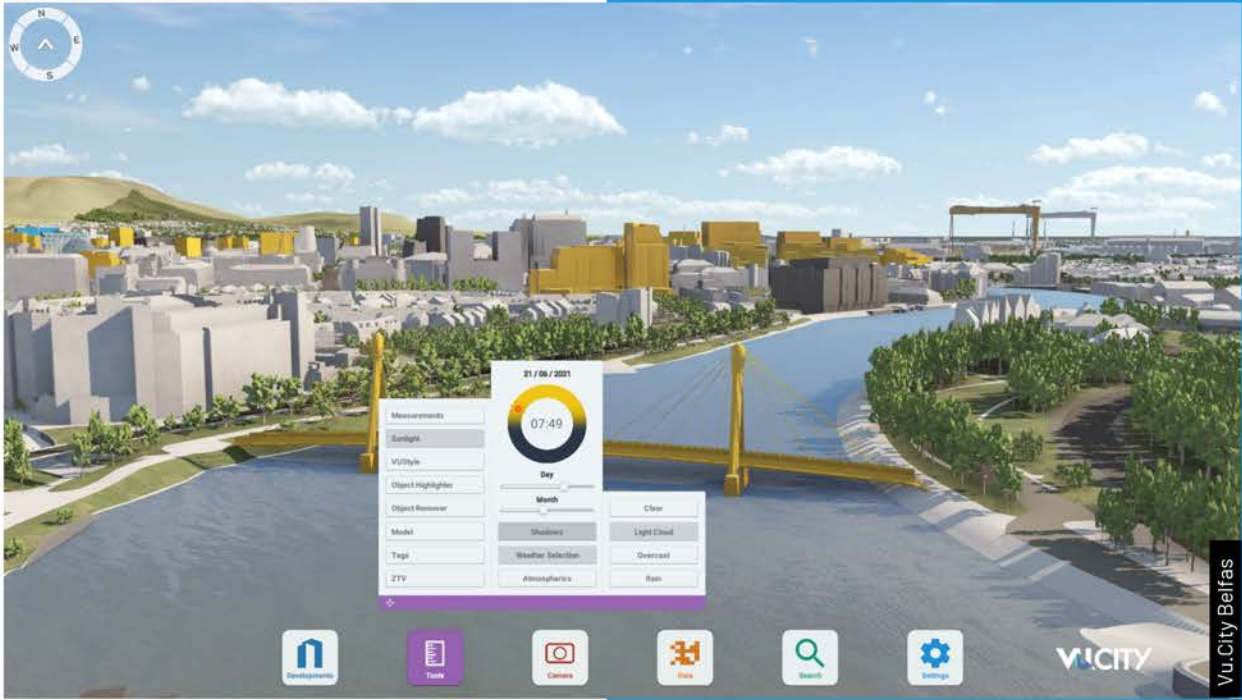 N
W
E
S
21 / 06 / 2021
07:49
Day
Month
Measurements
Sunlight
VUStyle
Object Highlighter
Object Remover
Model
Tags
ZTV
Shadows
Weather Selection
Atmospherics
Clear
Light Cloud
Overcast
Rain
Developments
Tools
Camera
Data
Search
Settings
VU.CITY
Vu.City Belfas